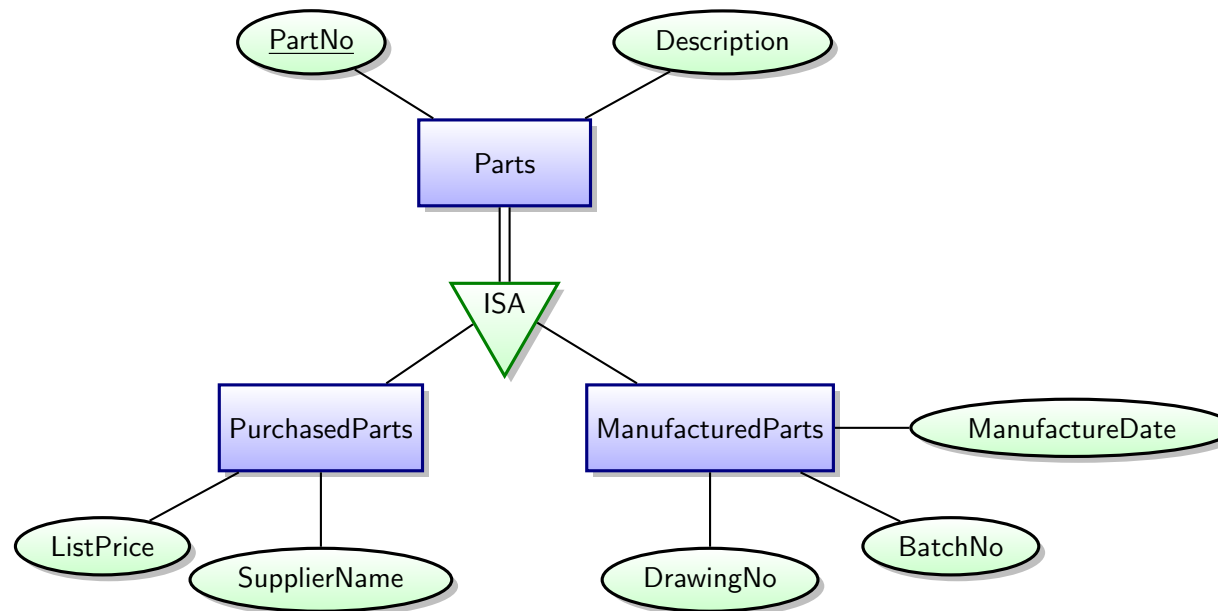 PartNo
Description
Parts
ISA
PurchasedParts
ManufacturedParts
ManufactureDate
ListPrice
BatchNo
SupplierName
DrawingNo